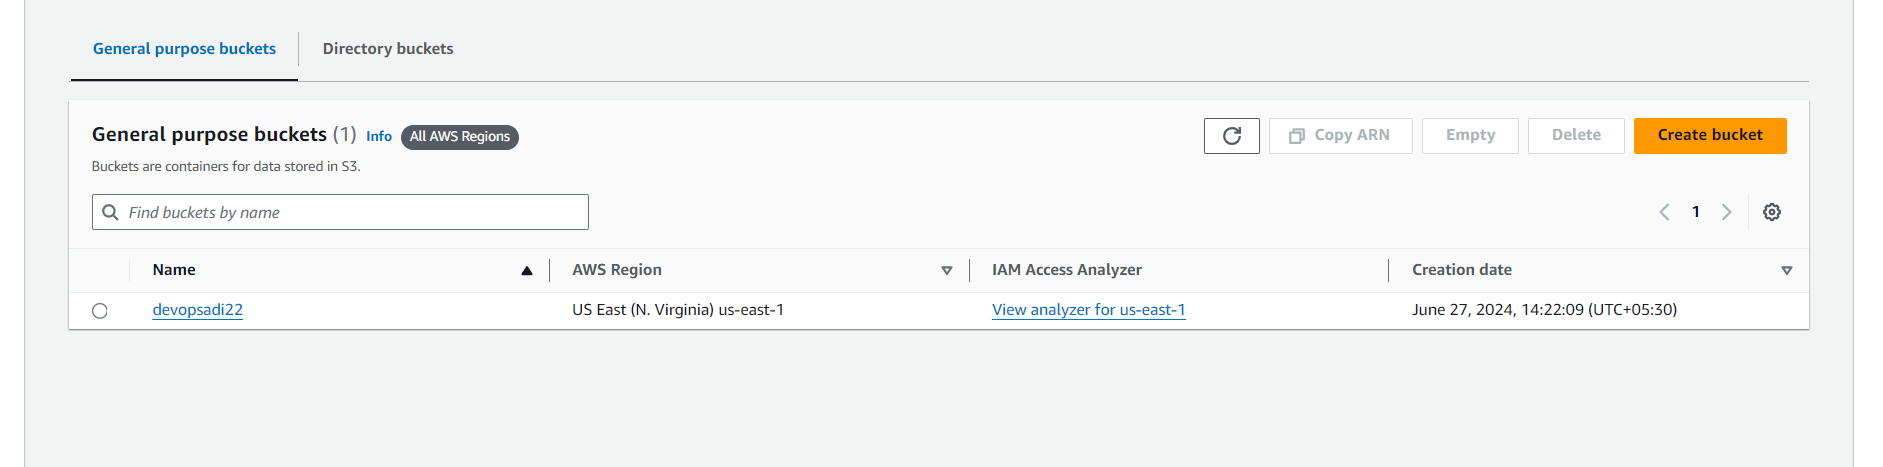 General purpose buckets Directory buckets
General purpose buckets (1) Info All AWS Regions Copy ARN Empty Delete Create bucket
Buckets are containers for data stored in S3.
Find buckets by name 1
Name AWS Region IAM Access Analyzer Creation date
devopsadi22 US East (N. Virginia) us-east-1 View analyzer for us-east-1 June 27, 2024, 14:22:09 (UTC+05:30)